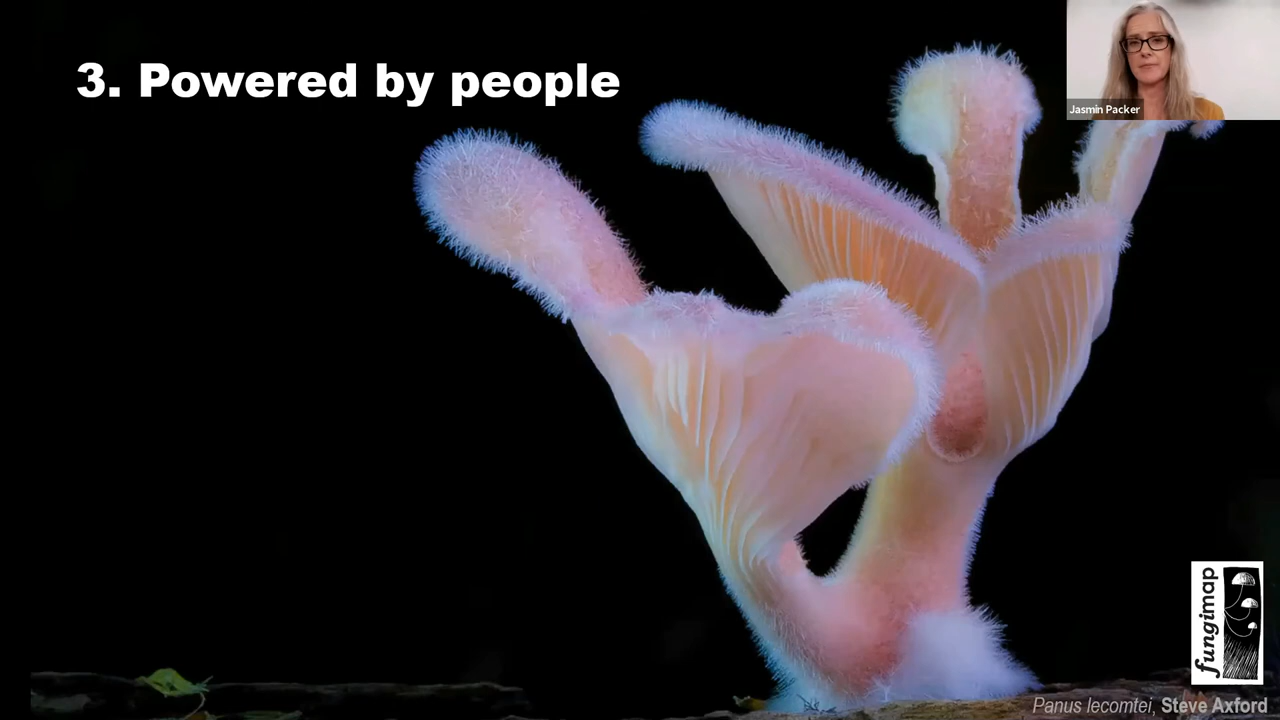 3. Powered by people
Jasmin Packer
fungimap
Panus lecomtei, Steve Axford